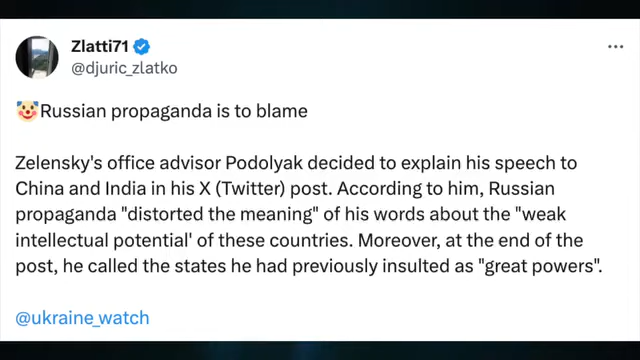 Zlatti71
@djuric_zlatko
🤡Russian propaganda is to blame
Zelensky's office advisor Podolyak decided to explain his speech to
China and India in his X (Twitter) post. According to him, Russian
propaganda "distorted the meaning" of his words about the "weak
intellectual potential' of these countries. Moreover, at the end of the
post, he called the states he had previously insulted as "great powers".
@ukraine_watch